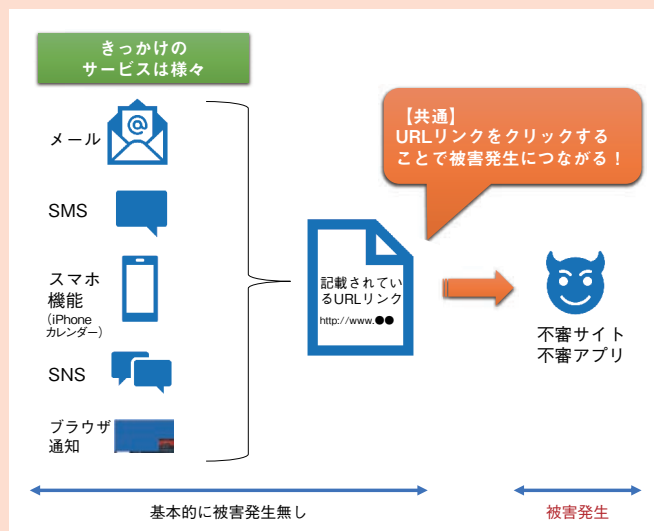 きっかけの
サービスは様々
メール
SMS
スマホ
機能
（iPhone
カレンダー）
SNS
ブラウザ
通知
記載されてい
るURLリンク
http://www.●●
【共通】
URLリンクをクリックする
ことで被害発生につながる！
不審サイト
不審アプリ
基本的に被害発生無し
被害発生